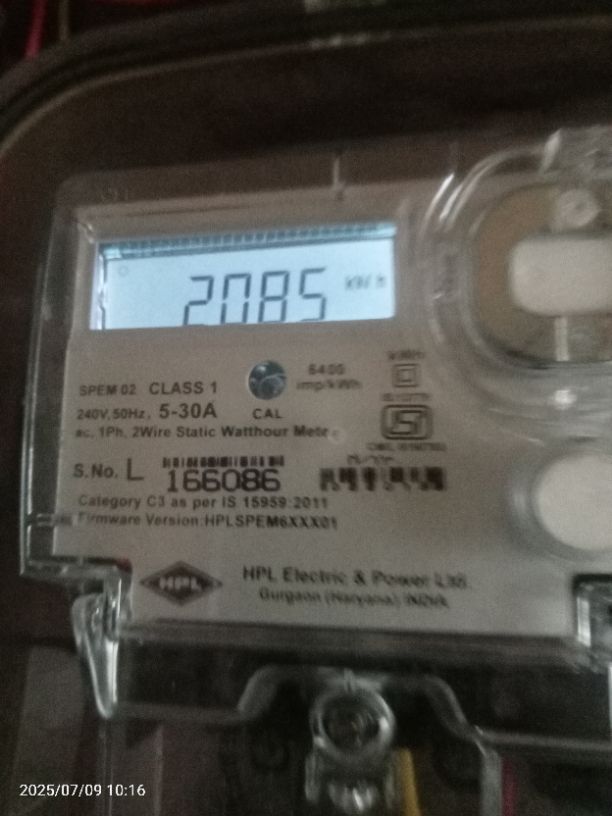 2085 kWh
SPEM 02 CLASS 1
6400
imp/kWh
240V, 50Hz, 5-30A
CAL
ac, 1Ph, 2Wire Static Watthour Meter
S.No. L 166086
Category C3 as per IS 15959:2011
Firmware Version:HPLSPEM6XXX01
HPL
HPL Electric & Power Ltd.
Gurgaon (Haryana) INDIA
2025/07/09 10:16